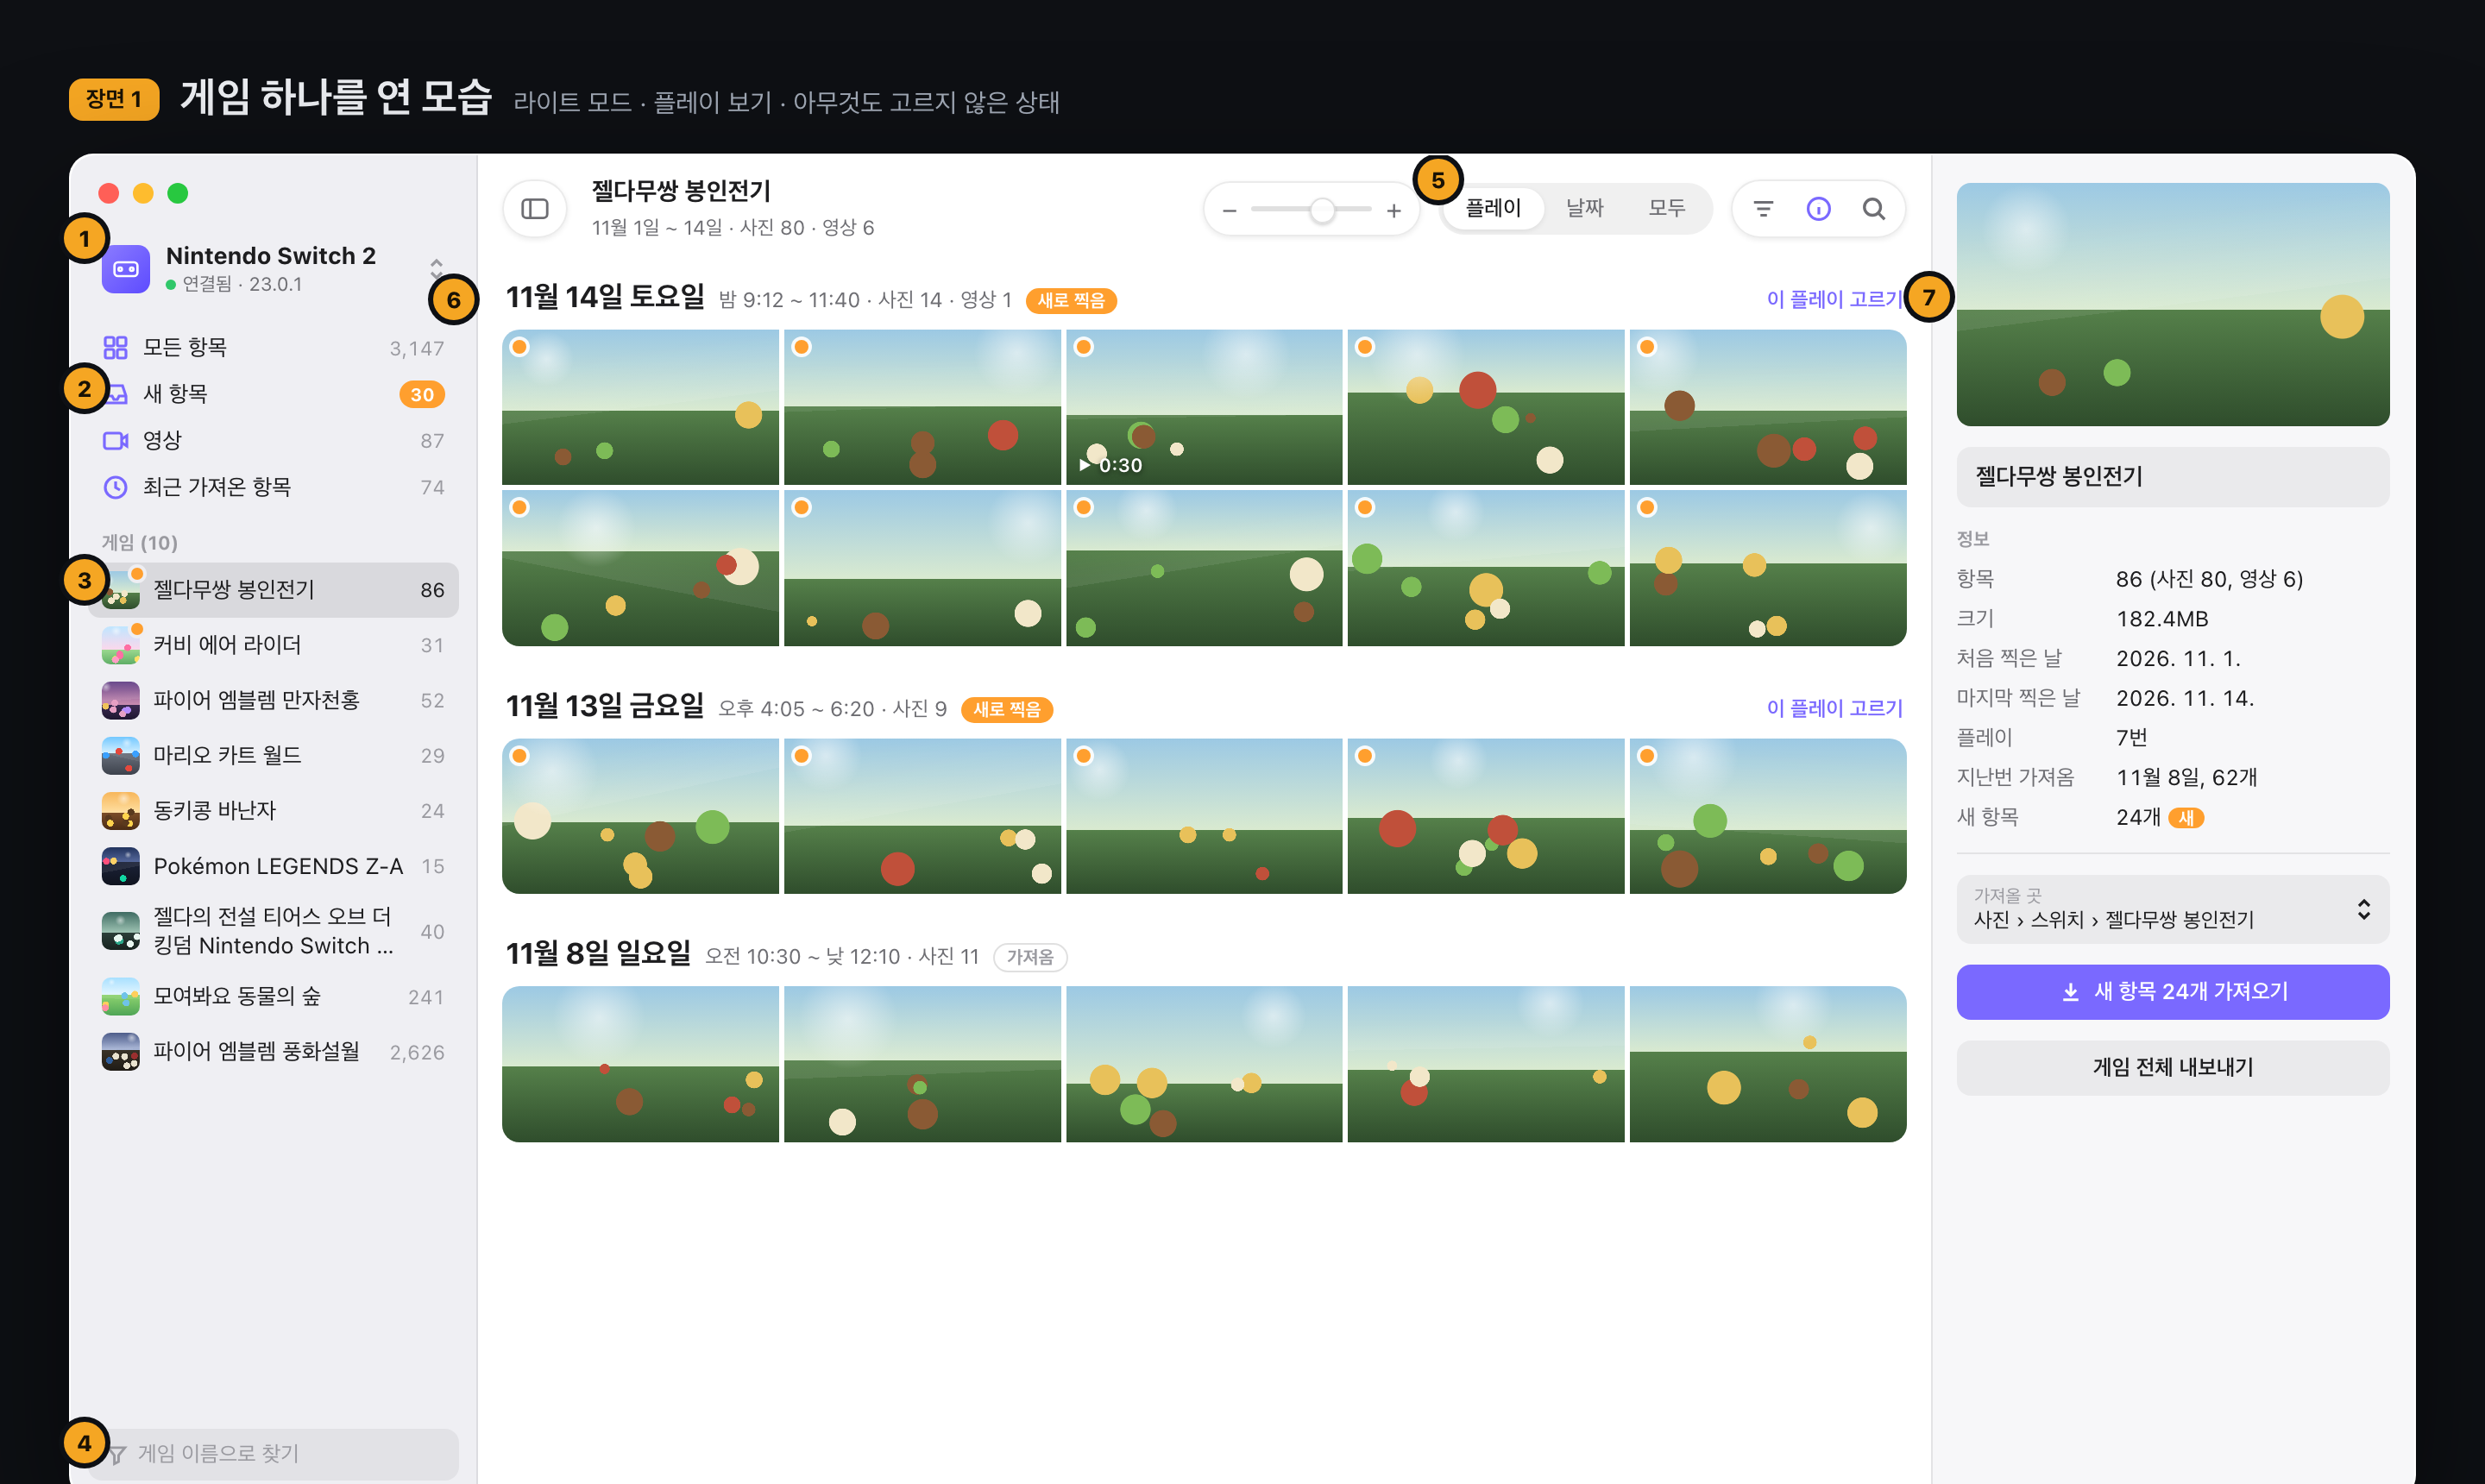 장면 1 게임 하나를 연 모습 라이트 모드 · 플레이 보기 · 아무것도 고르지 않은 상태
1
Nintendo Switch 2
연결됨 · 23.0.1
6
모든 항목 3,147
2 새 항목 30
영상 87
최근 가져온 항목 74
게임 (10)
3 젤다무쌍 봉인전기 86
커비 에어 라이더 31
파이어 엠블렘 만자천홍 52
마리오 카트 월드 29
동키콩 바난자 24
Pokémon LEGENDS Z-A 15
젤다의 전설 티어스 오브 더
킹덤 Nintendo Switch ... 40
모여봐요 동물의 숲 241
파이어 엠블렘 풍화설월 2,626
4 게임 이름으로 찾기
젤다무쌍 봉인전기
11월 1일 ~ 14일 · 사진 80 · 영상 6
− +
5
플레이 날짜 모두
11월 14일 토요일 밤 9:12 ~ 11:40 · 사진 14 · 영상 1 새로 찍음 이 플레이 고르기
7
0:30
11월 13일 금요일 오후 4:05 ~ 6:20 · 사진 9 새로 찍음 이 플레이 고르기
11월 8일 일요일 오전 10:30 ~ 낮 12:10 · 사진 11 가져옴
젤다무쌍 봉인전기
정보
항목 86 (사진 80, 영상 6)
크기 182.4MB
처음 찍은 날 2026. 11. 1.
마지막 찍은 날 2026. 11. 14.
플레이 7번
지난번 가져옴 11월 8일, 62개
새 항목 24개 새
가져올 곳
사진 › 스위치 › 젤다무쌍 봉인전기
새 항목 24개 가져오기
게임 전체 내보내기